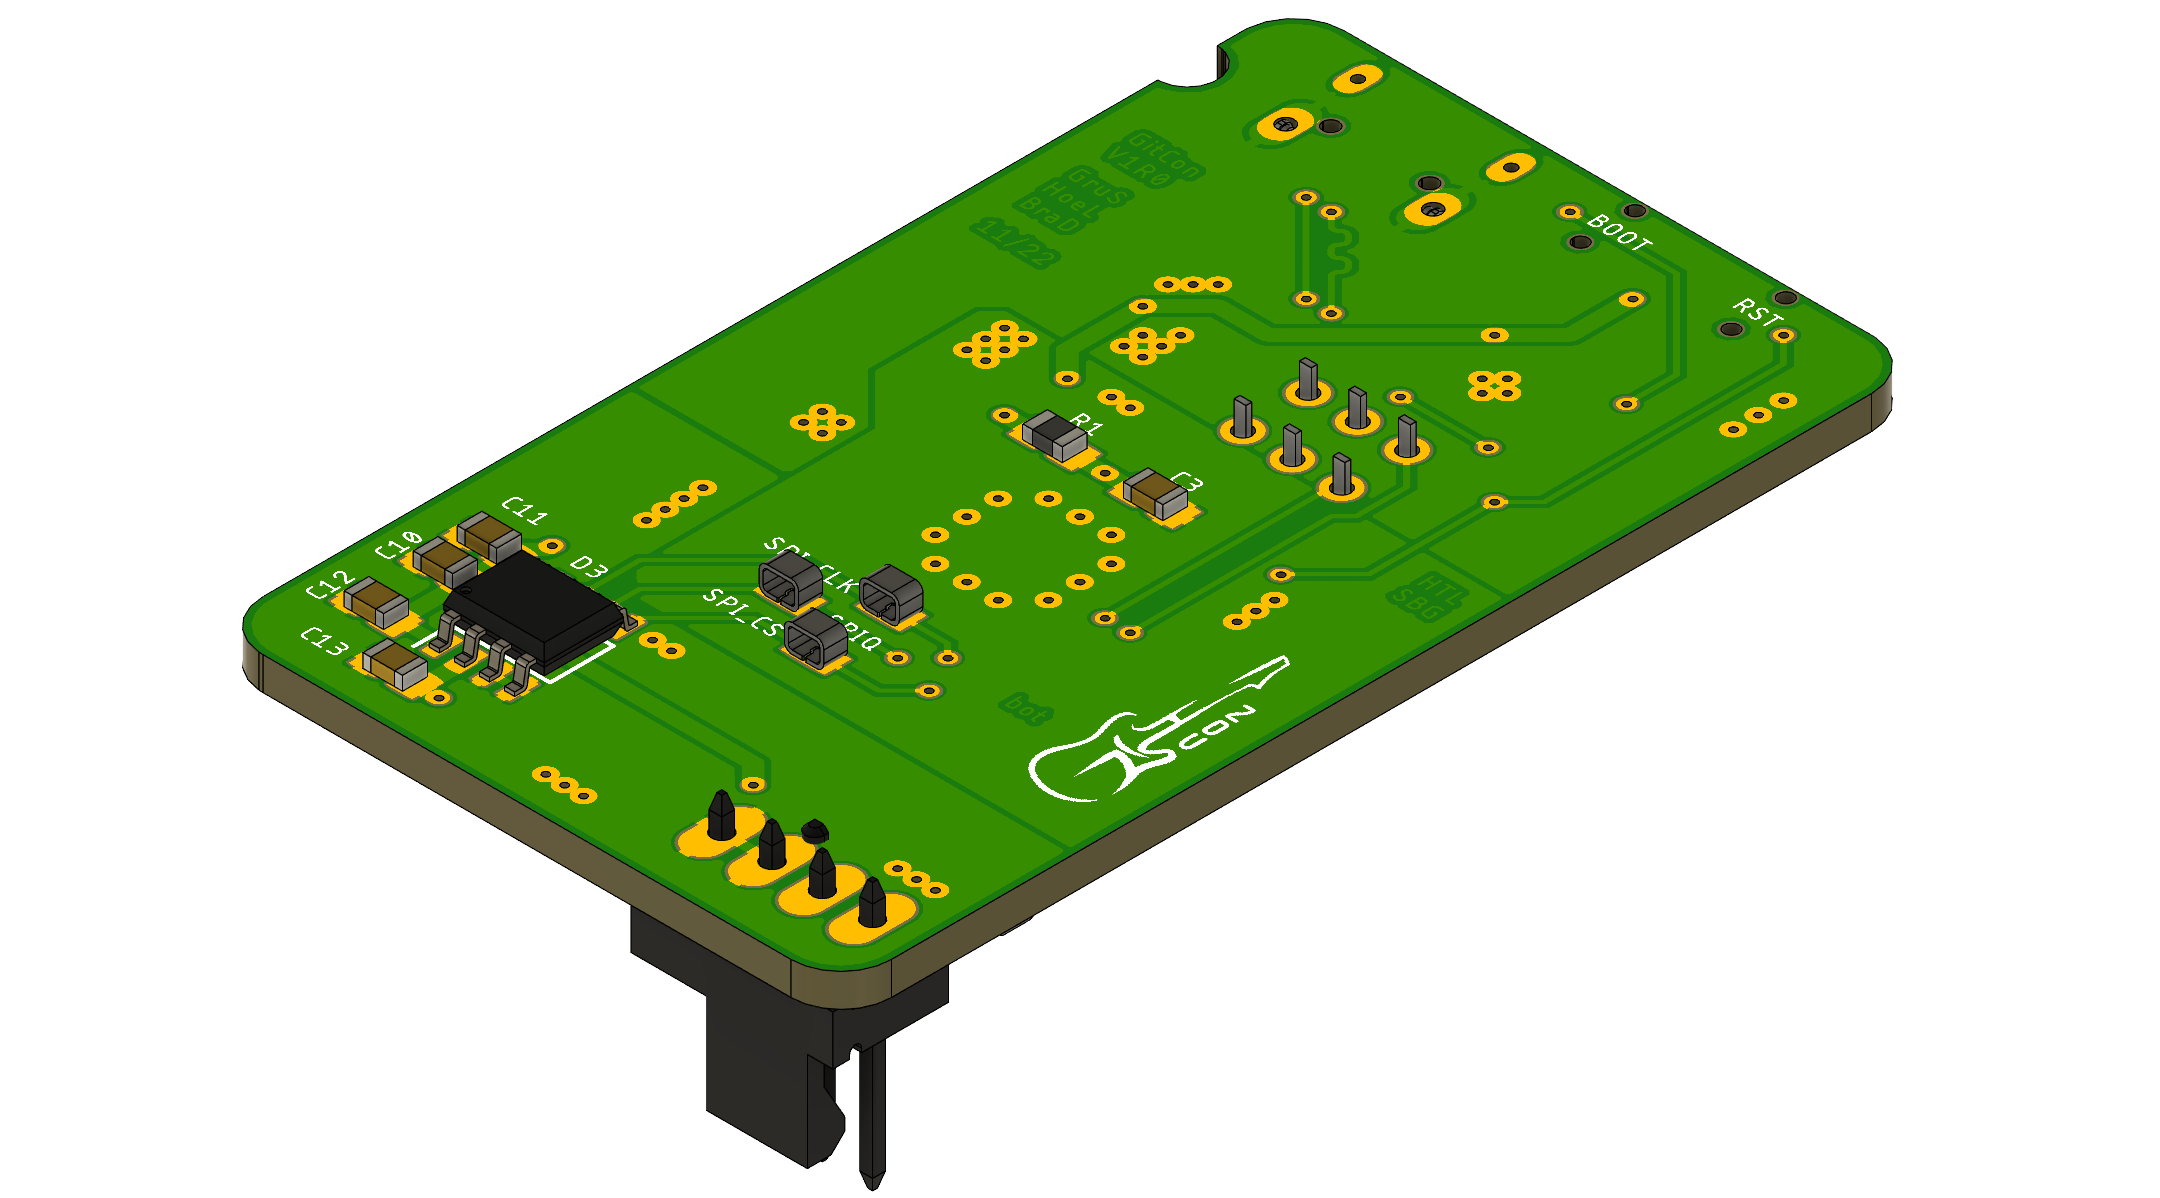 GitCon
V1R0
GruS
HoeL
BraD
11/22
BOOT
RST
R1
C3
C11
C10
D3
C12
C13
SPI_CS
HTL
SBG
bot
CON